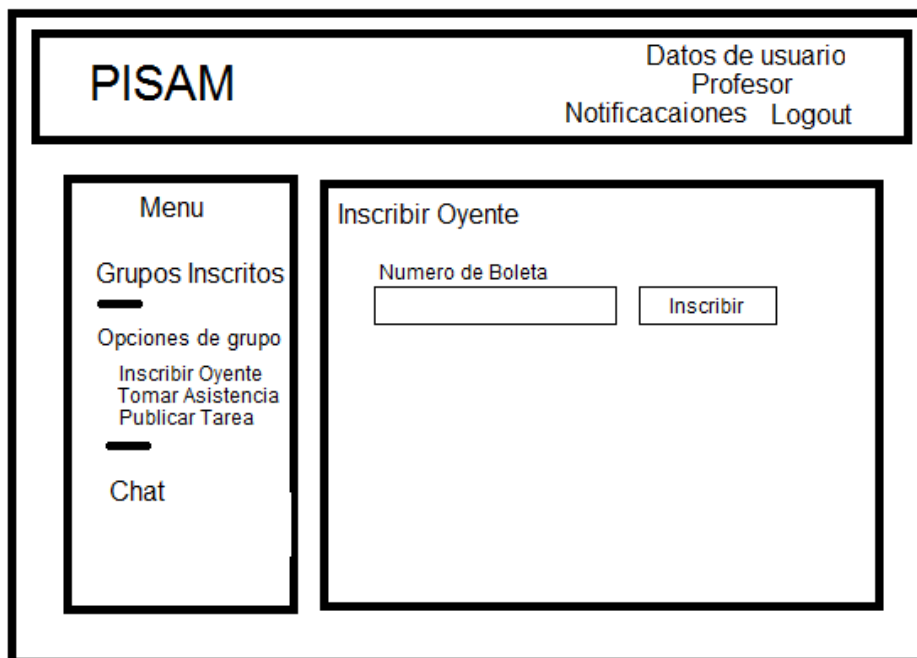 PISAM
Datos de usuario
Profesor
Notificacaiones Logout
Menu
Grupos Inscritos
Opciones de grupo
Inscribir Oyente
Tomar Asistencia
Publicar Tarea
Chat
Inscribir Oyente
Numero de Boleta
Inscribir